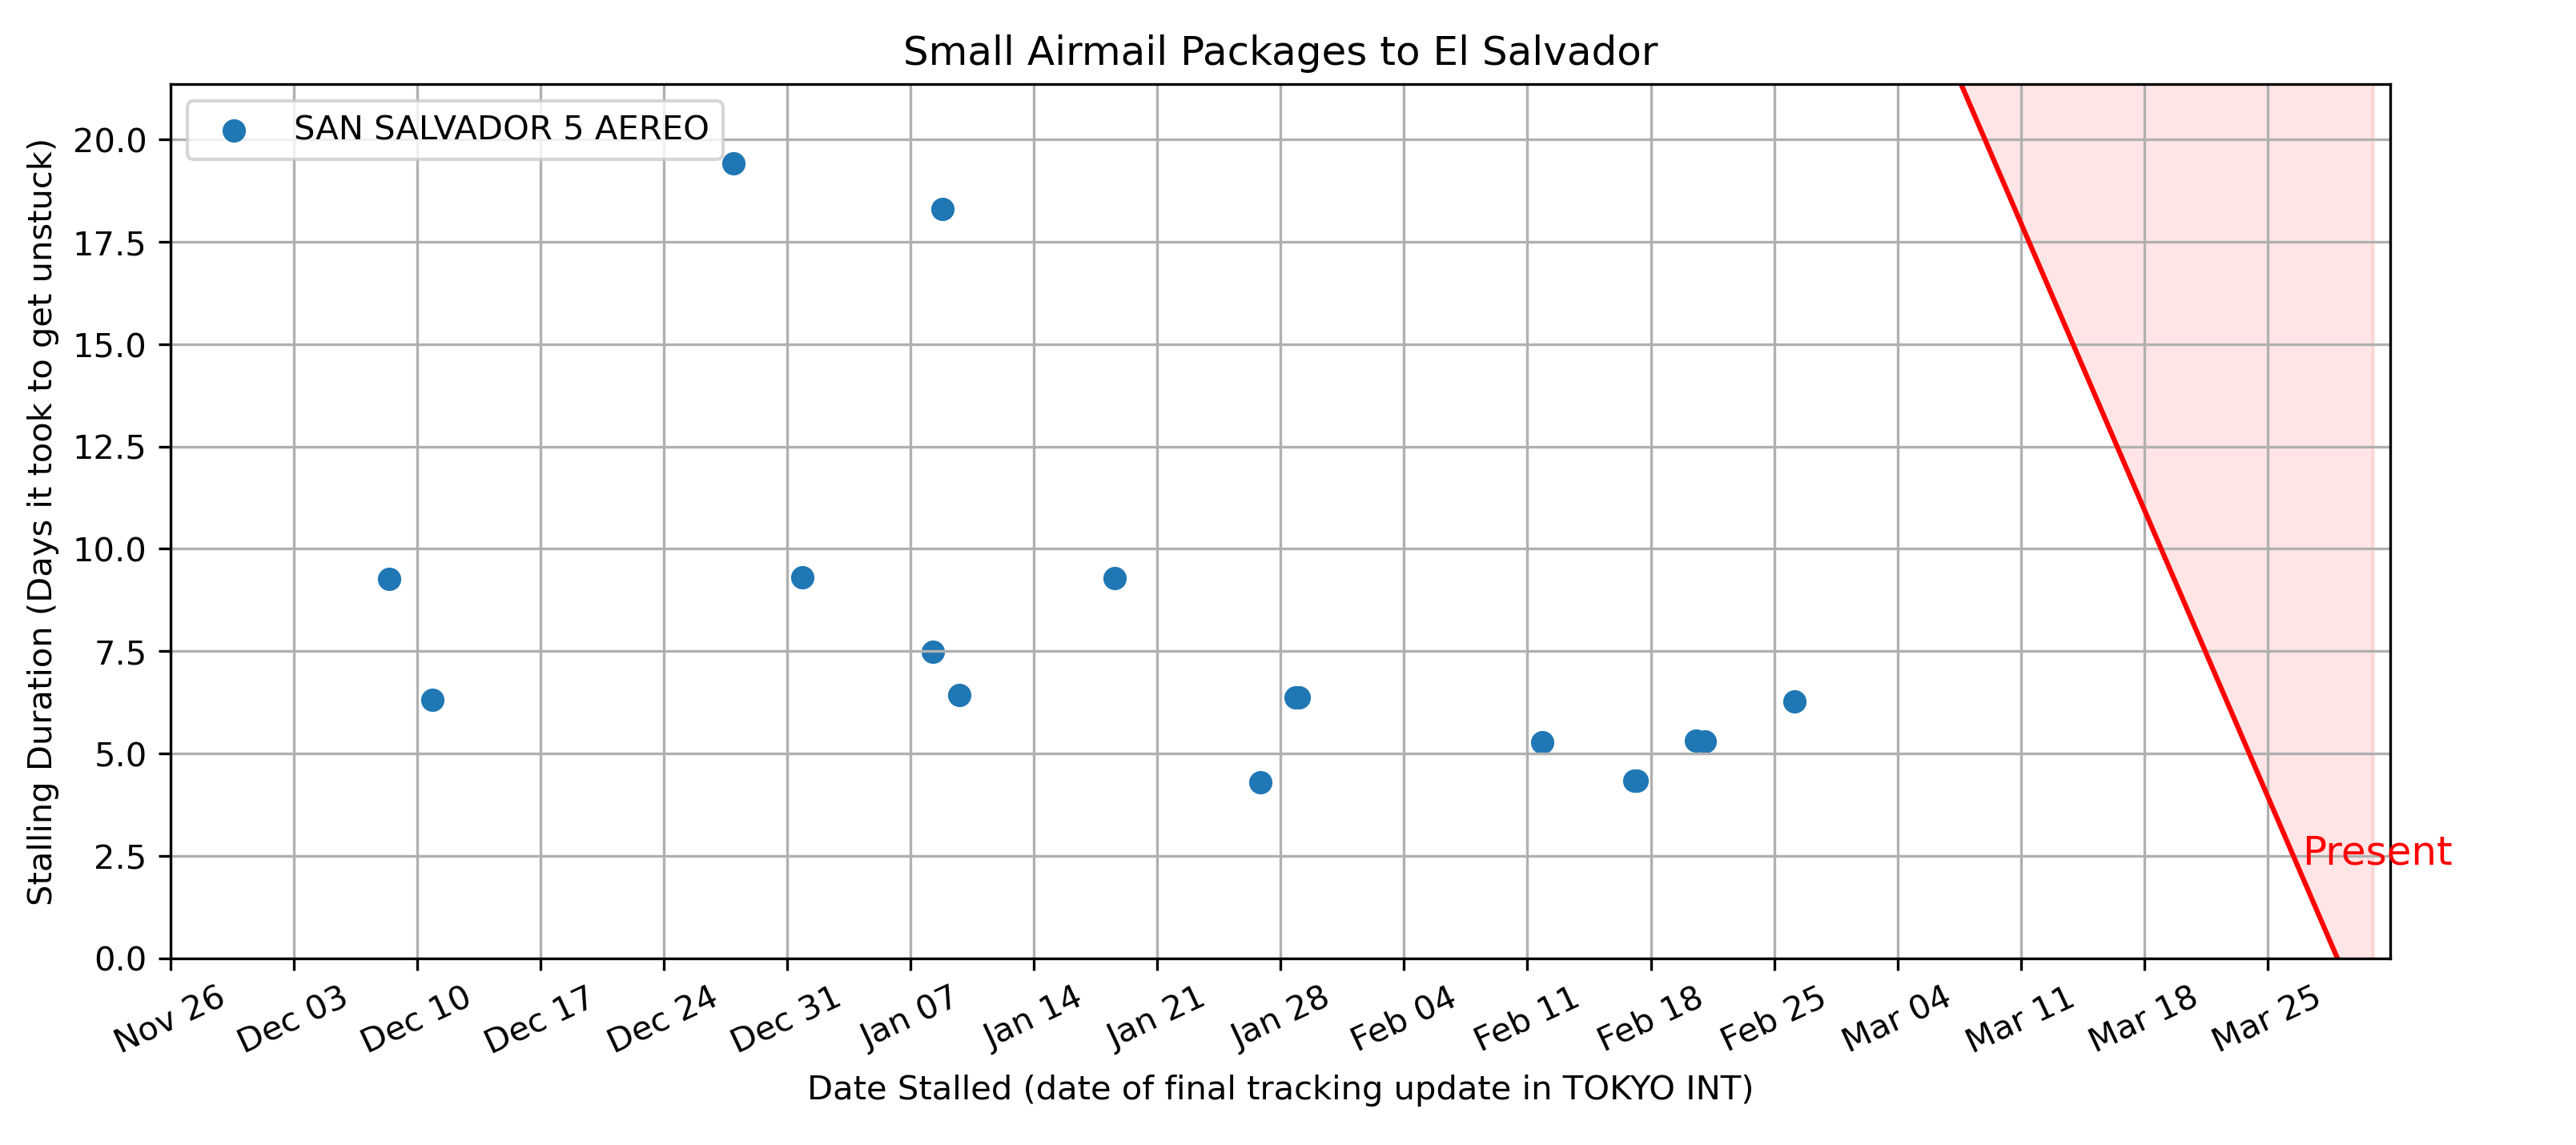 Small Airmail Packages to El Salvador
SAN SALVADOR 5 AEREO
Stalling Duration (Days it took to get unstuck)
20.0
17.5
15.0
12.5
10.0
7.5
5.0
2.5
0.0
Present
Nov 26
Dec 03
Dec 10
Dec 17
Dec 24
Dec 31
Jan 07
Jan 14
Jan 21
Jan 28
Feb 04
Feb 11
Feb 18
Feb 25
Mar 04
Mar 11
Mar 18
Mar 25
Date Stalled (date of final tracking update in TOKYO INT)